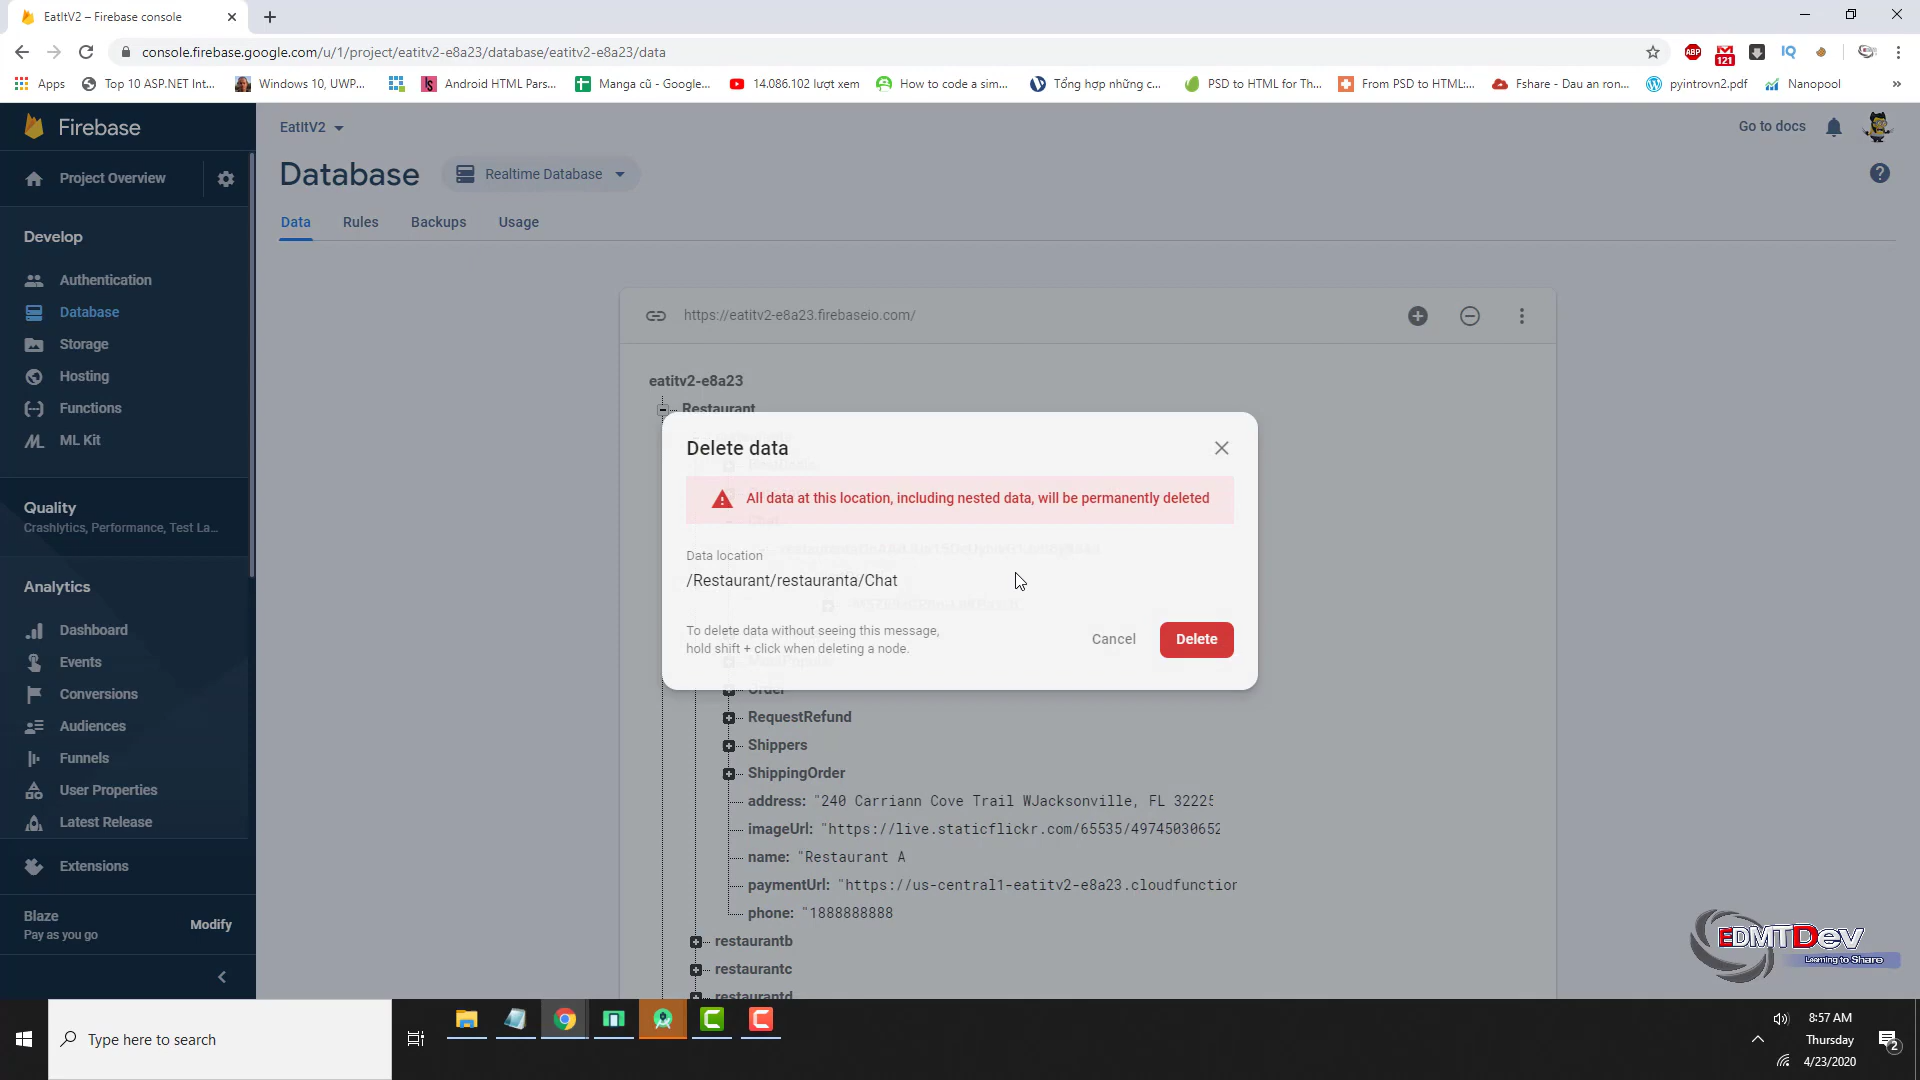 EatItV2 – Firebase console
console.firebase.google.com/u/1/project/eatitv2-e8a23/database/eatitv2-e8a23/data
ABP
121
IQ
Apps
Top 10 ASP.NET Int...
Windows 10, UWP...
Android HTML Pars...
Manga cũ - Google...
14.086.102 lượt xem
How to code a sim...
Tổng hợp những c...
PSD to HTML for Th...
From PSD to HTML:...
Fshare - Dau an ron...
pyintrovn2.pdf
Nanopool
»
Firebase
EatItV2
Go to docs
Project Overview
Database
Realtime Database
Data
Rules
Backups
Usage
Develop
Authentication
Database
Storage
Hosting
Functions
ML Kit
Quality
Crashlytics, Performance, Test La...
Analytics
Dashboard
Events
Conversions
Audiences
Funnels
User Properties
Latest Release
Extensions
Blaze
Pay as you go
Modify
https://eatitv2-e8a23.firebaseio.com/
eatitv2-e8a23
Restaurant
Delete data
All data at this location, including nested data, will be permanently deleted
Data location
/Restaurant/restauranta/Chat
To delete data without seeing this message,
hold shift + click when deleting a node.
Cancel
Delete
Order
RequestRefund
Shippers
ShippingOrder
address: "240 Carriann Cove Trail WJacksonville, FL 32225
imageUrl: "https://live.staticflickr.com/65535/49745030652
name: "Restaurant A
paymentUrl: "https://us-central1-eatitv2-e8a23.cloudfunction
phone: "1888888888
restaurantb
restaurantc
restaurantd
EDMTDev
Learning to Share
Type here to search
8:57 AM
Thursday
4/23/2020
2